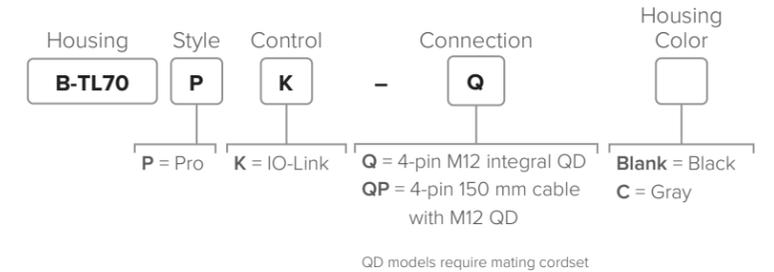 Housing Style Control Connection Housing Color
B-TL70 P K – Q
P = Pro K = IO-Link Q = 4-pin M12 integral QD Blank = Black
QP = 4-pin 150 mm cable C = Gray
with M12 QD
QD models require mating cordset